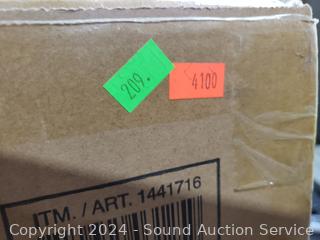 209.
4100
ITM. / ART. 1441716
Copyright 2024 - Sound Auction Service